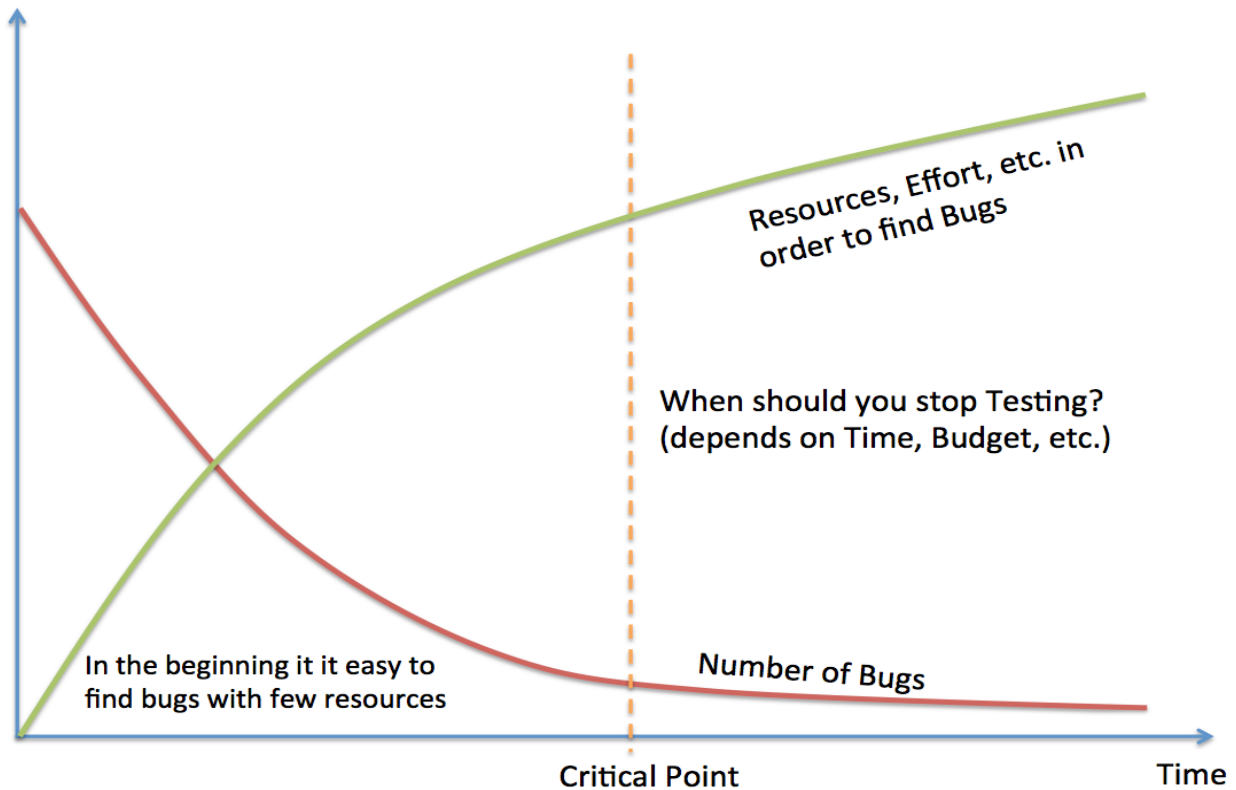 Resources, Effort, etc. in
order to find Bugs
When should you stop Testing?
(depends on Time, Budget, etc.)
In the beginning it it easy to
find bugs with few resources
Number of Bugs
Critical Point
Time